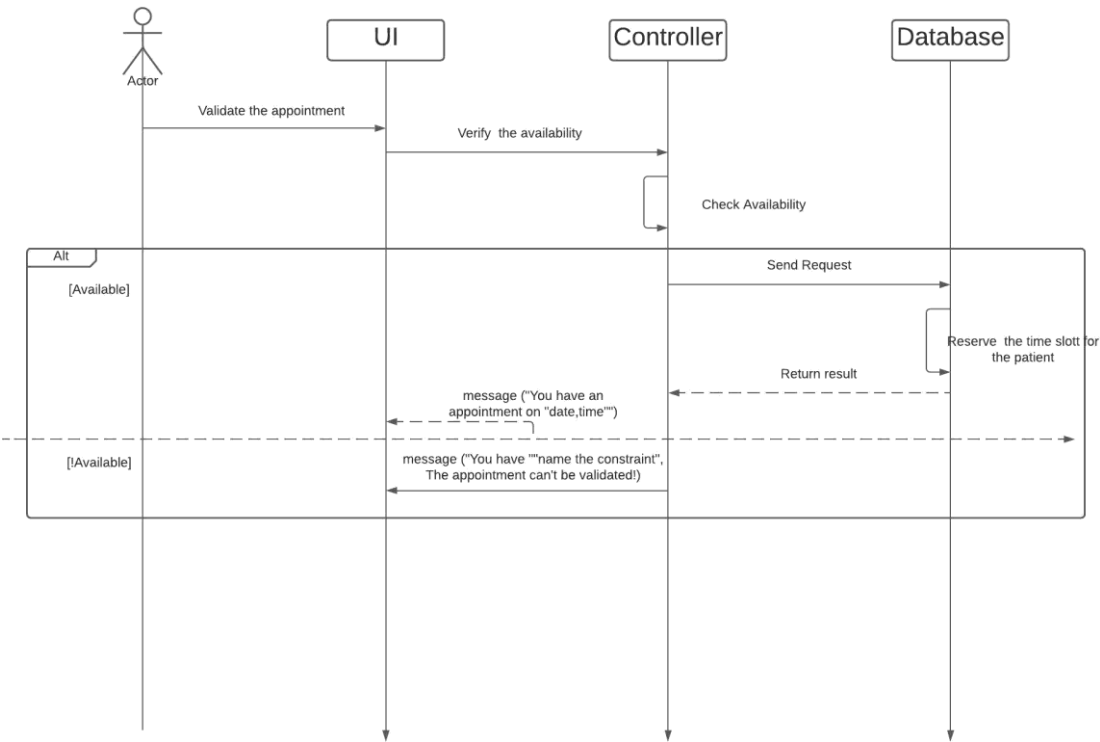 UI
Controller
Database
Actor
Validate the appointment
Verify  the availability
Check Availability
Alt
Send Request
[Available]
Reserve  the time slott for
the patient
Return result
message ("You have an
appointment on "date,time"")
[!Available]
message ("You have ""name the constraint",
The appointment can't be validated!)